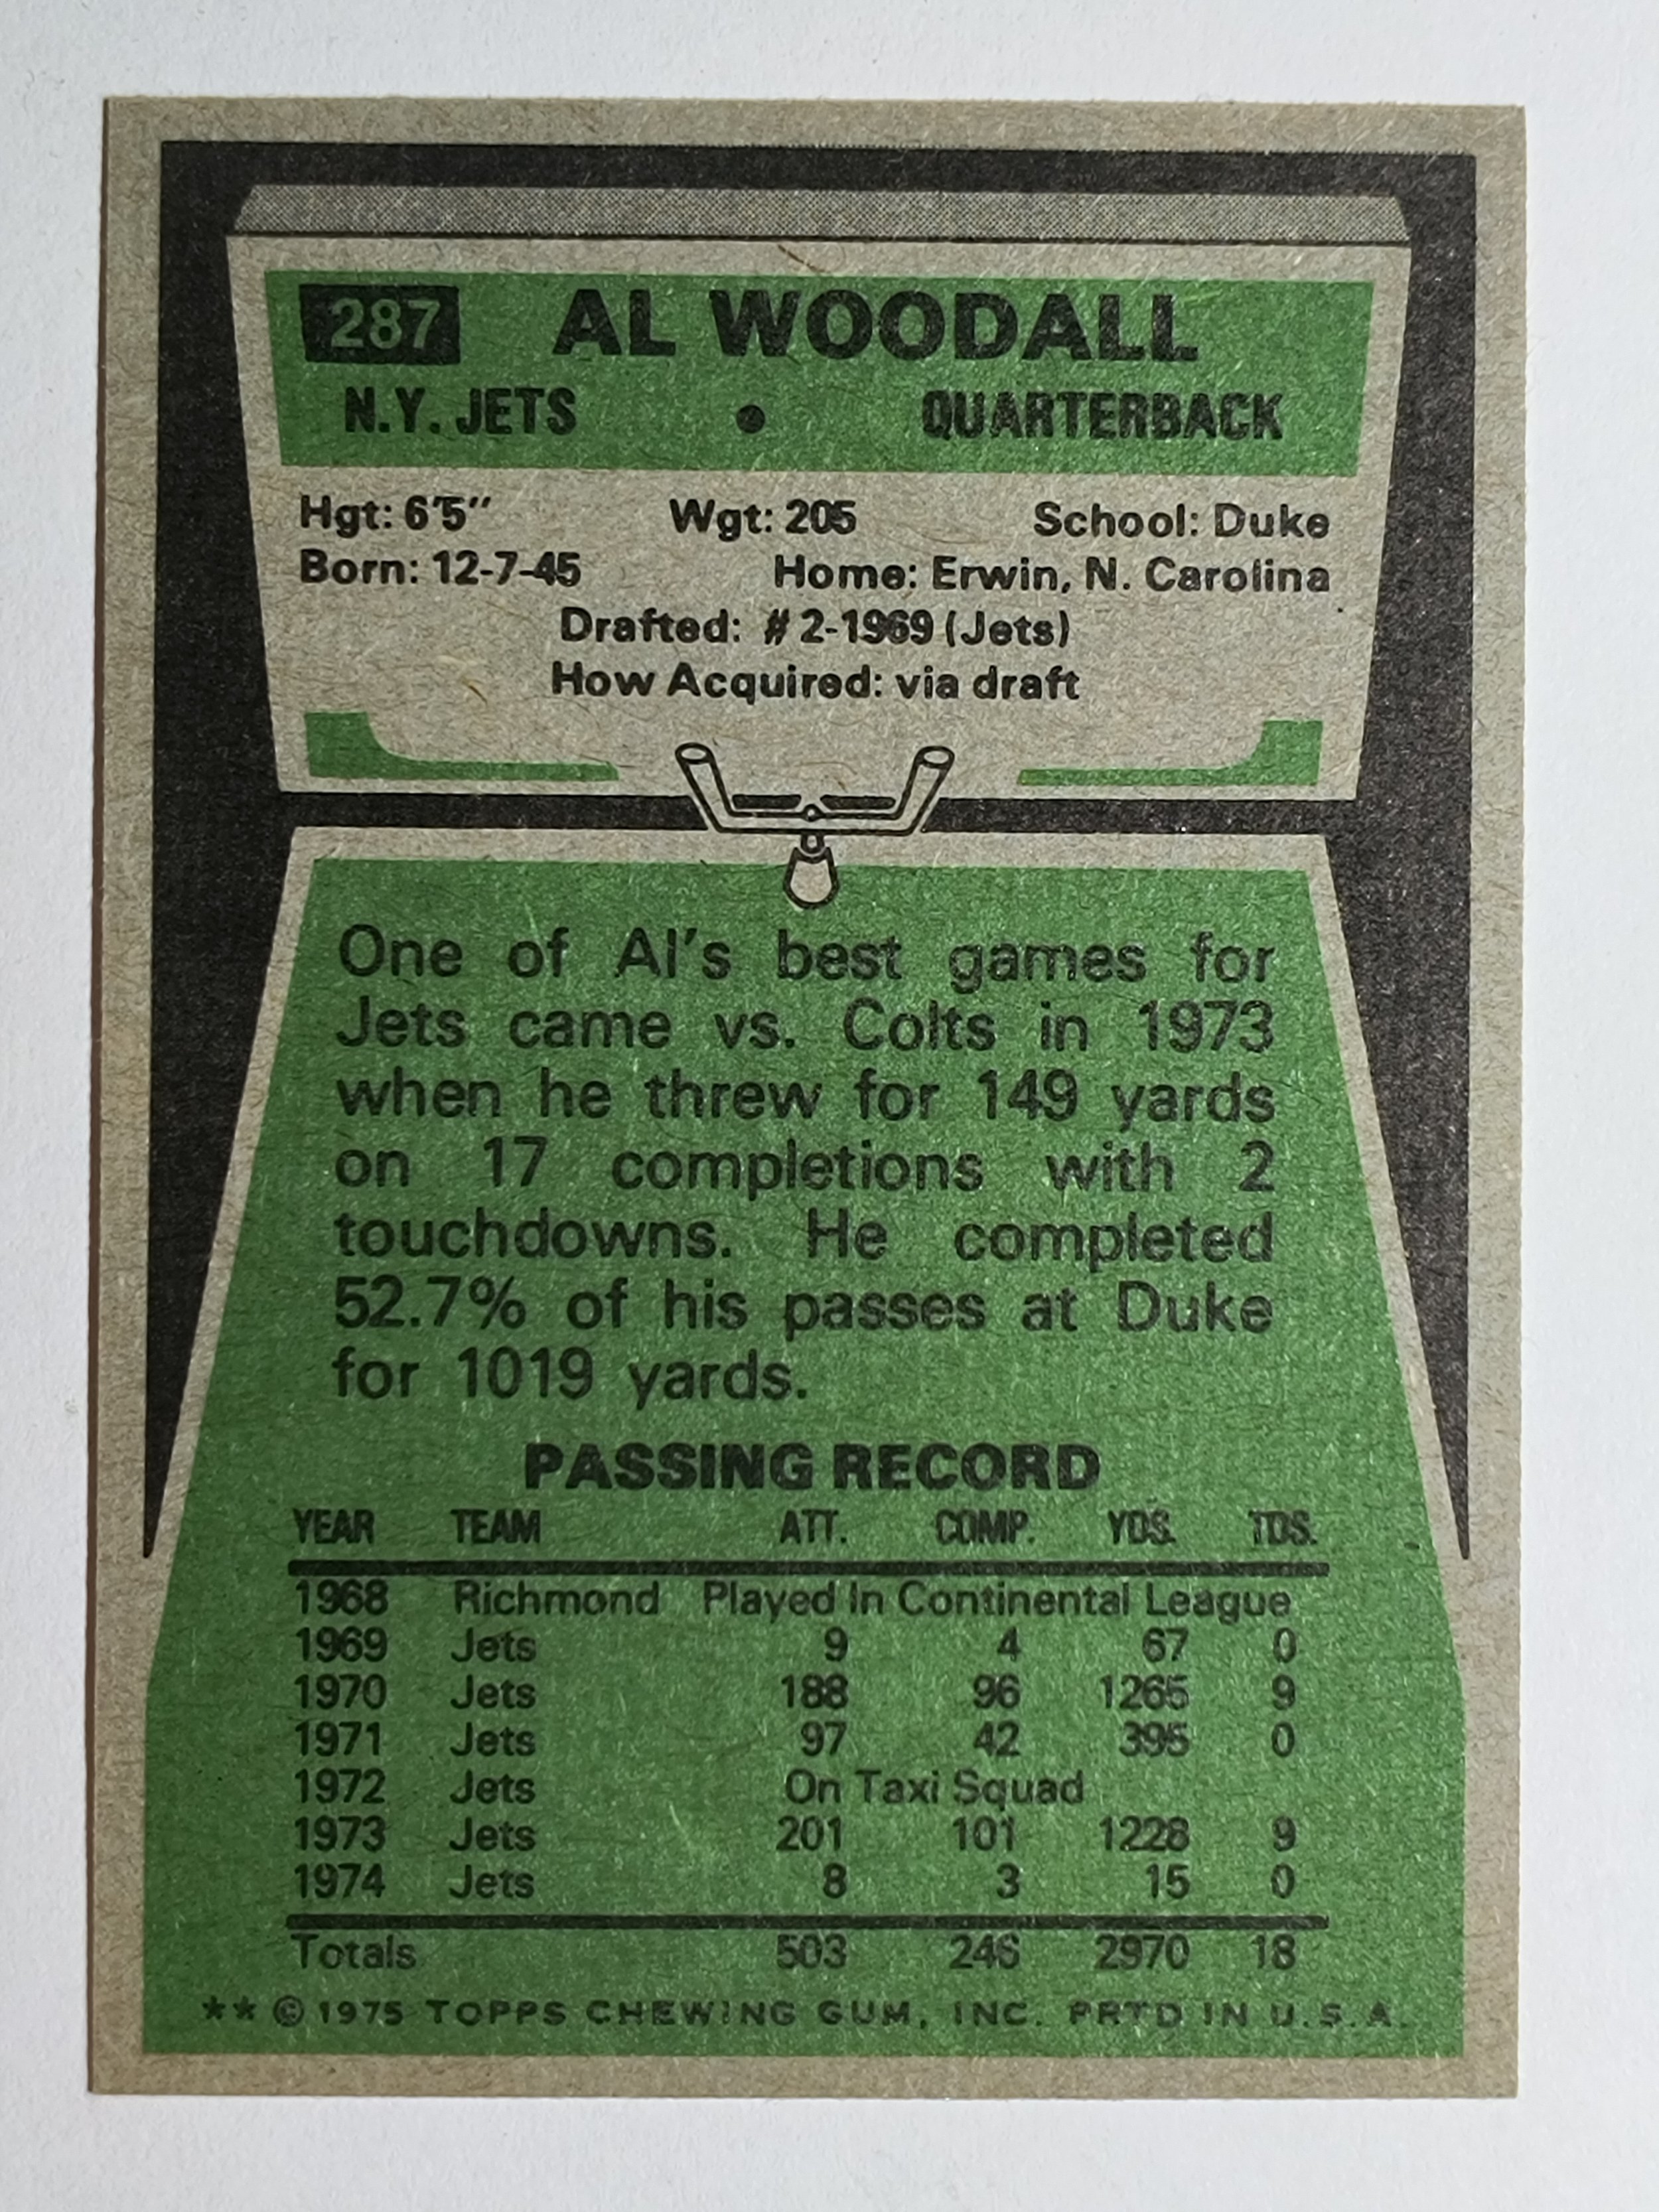 287 AL WOODALL
N.Y. JETS • QUARTERBACK
Hgt: 6'5" Wgt: 205 School: Duke
Born: 12-7-45 Home: Erwin, N. Carolina
Drafted: # 2-1969 (Jets)
How Acquired: via draft
One of Al's best games for
Jets came vs. Colts in 1973
when he threw for 149 yards
on 17 completions with 2
touchdowns. He completed
52.7% of his passes at Duke
for 1019 yards.
PASSING RECORD
YEAR TEAM ATT. COMP. YDS. TDS.
1968 Richmond Played In Continental League
1969 Jets 9 4 67 0
1970 Jets 188 96 1265 9
1971 Jets 97 42 395 0
1972 Jets On Taxi Squad
1973 Jets 201 101 1228 9
1974 Jets 8 3 15 0
Totals 503 246 2970 18
** © 1975 TOPPS CHEWING GUM, INC. PRTD IN U.S.A.